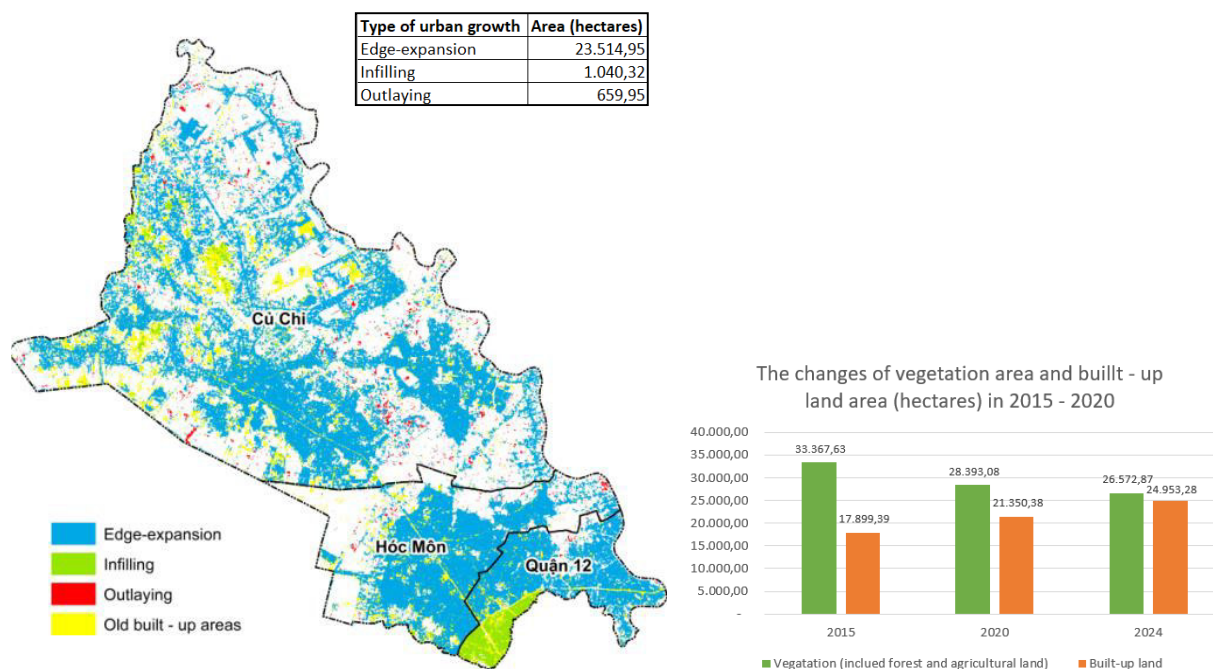 Type of urban growth Area (hectares)
Edge-expansion 23.514,95
Infilling 1.040,32
Outlaying 659,95
Củ Chi
Hóc Môn
Quận 12
Edge-expansion
Infilling
Outlaying
Old built - up areas
The changes of vegetation area and buillt - up
land area (hectares) in 2015 - 2020
40.000,00
35.000,00
30.000,00
25.000,00
20.000,00
15.000,00
10.000,00
5.000,00
-
33.367,63
17.899,39
28.393,08
21.350,38
26.572,87
24.953,28
2015 2020 2024
Vegatation (inclued forest and agricultural land) Built-up land